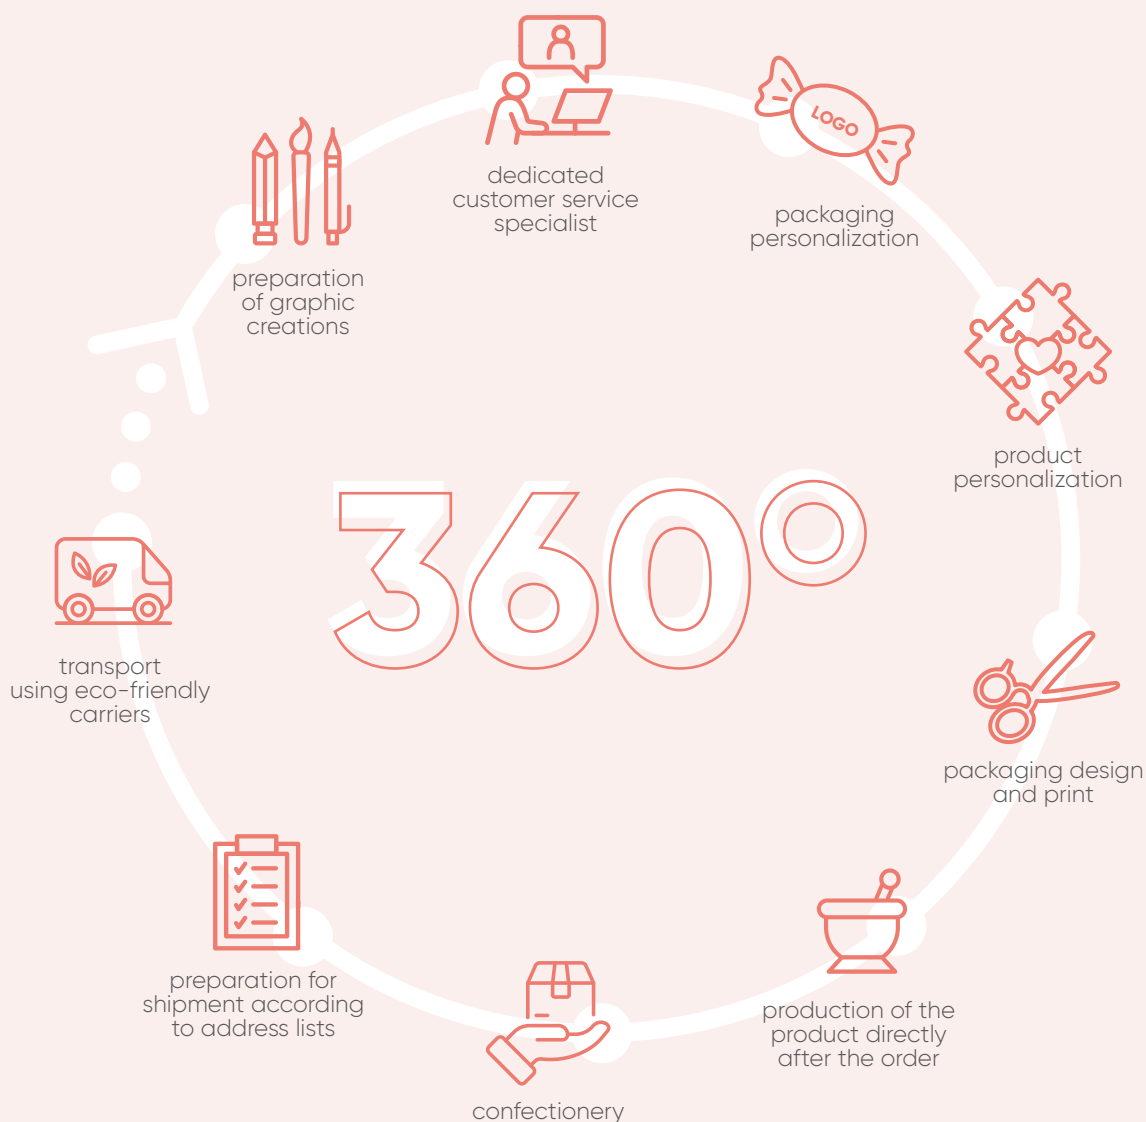 dedicated
customer service
specialist
LOGO
packaging
personalization
preparation
of graphic
creations
product
personalization
360°
transport
using eco-friendly
carriers
packaging design
and print
preparation for
shipment according
to address lists
production of the
product directly
after the order
confectionery